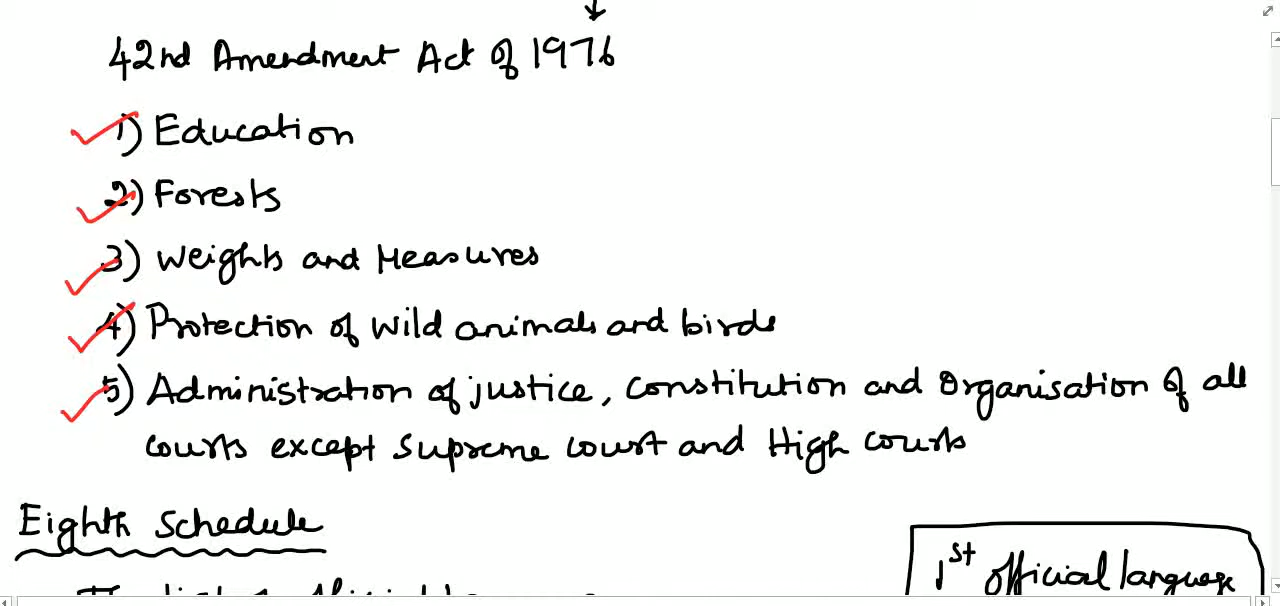 42nd Amendment Act of 1976
1) Education
2) Forests
3) Weights and Measures
4) Protection of wild animals and birds
5) Administration of justice, constitution and organisation of all
courts except supreme court and High courts
Eighth Schedule
1st official language